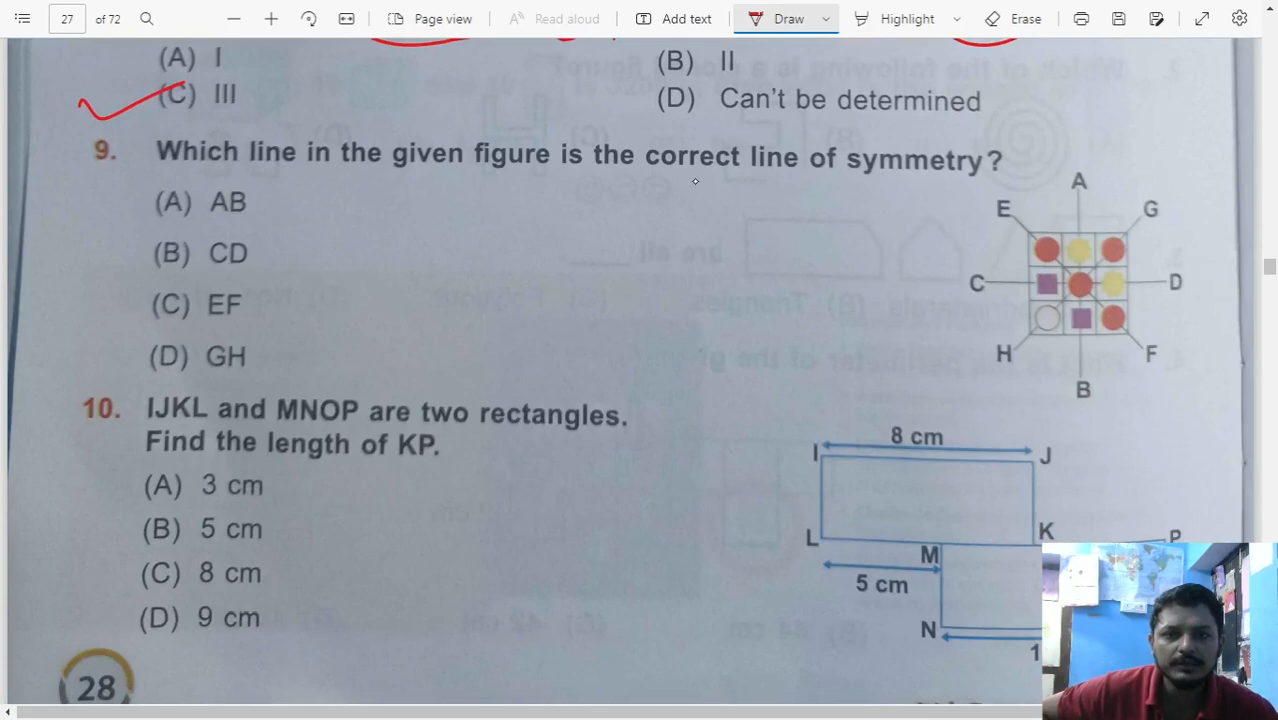 27 of 72 Page view Read aloud Add text Draw Highlight Erase
(A) I (B) II
(C) III (D) Can't be determined
9. Which line in the given figure is the correct line of symmetry?
(A) AB
(B) CD
(C) EF
(D) GH
A
E G
C D
H F
B
10. IJKL and MNOP are two rectangles.
Find the length of KP.
(A) 3 cm
(B) 5 cm
(C) 8 cm
(D) 9 cm
8 cm
I J
L K
M P
5 cm
N
1
28